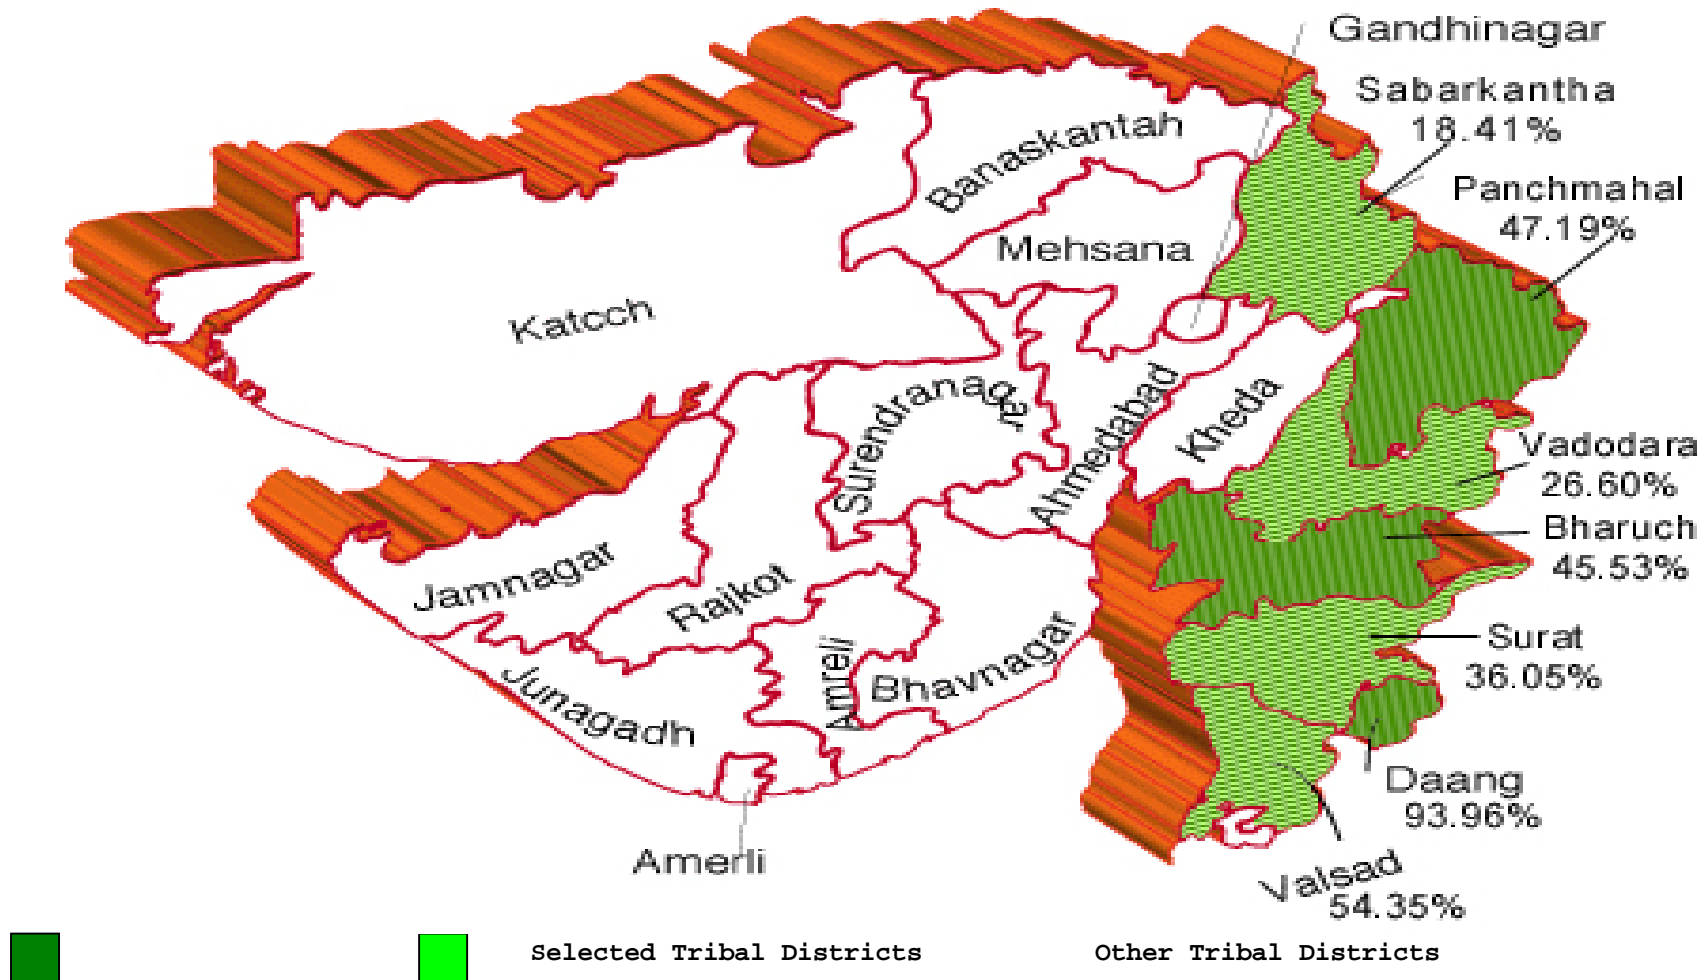 Gandhinagar
Sabarkantha
18.41%
Banaskantah
Panchmahal
47.19%
Mehsana
Katcch
Surendranagar
Ahmedabad
Kheda
Vadodara
26.60%
Bharuch
45.53%
Jamnagar
Rajkot
Surat
36.05%
Amreli
Bhavnagar
Junagadh
Daang
93.96%
Amerli
Valsad
54.35%
Selected Tribal Districts Other Tribal Districts